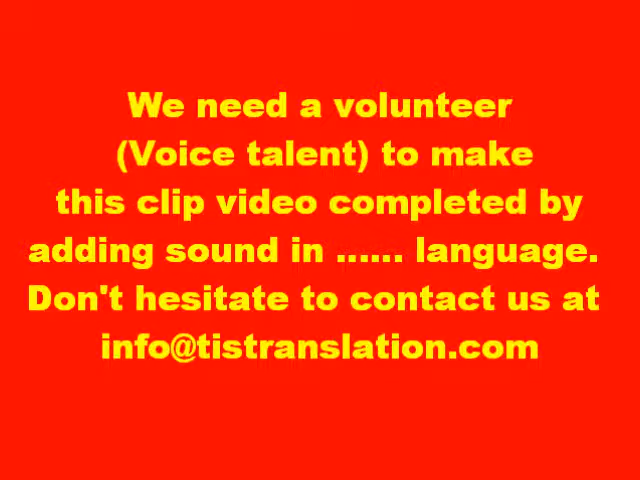 We need a volunteer
(Voice talent) to make
this clip video completed by
adding sound in ...... language.
Don't hesitate to contact us at
info@tistranslation.com